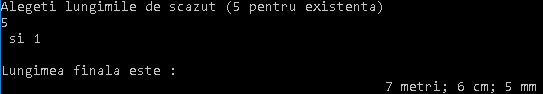 Alegeti lungimile de scazut (5 pentru existenta)
5
si 1
Lungimea finala este :
7 metri; 6 cm; 5 mm